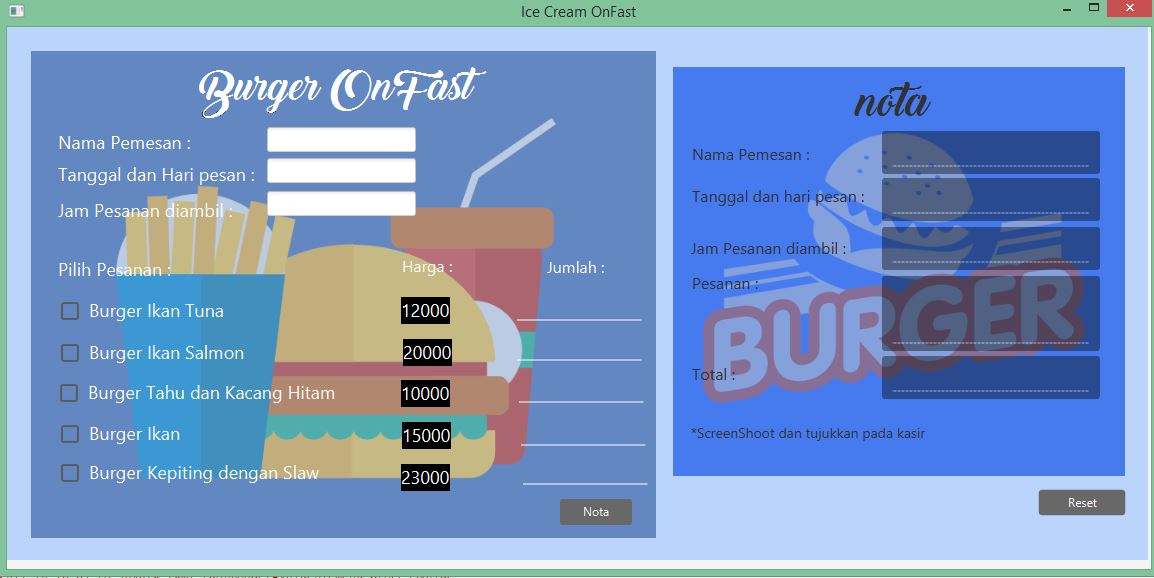 Ice Cream OnFast
Burger OnFast
Nama Pemesan :
Tanggal dan Hari pesan :
Jam Pesanan diambil :
Pilih Pesanan : Harga : Jumlah :
Burger Ikan Tuna 12000
Burger Ikan Salmon 20000
Burger Tahu dan Kacang Hitam 10000
Burger Ikan 15000
Burger Kepiting dengan Slaw 23000
Nota
nota
Nama Pemesan :
Tanggal dan hari pesan :
Jam Pesanan diambil :
Pesanan :
BURGER
Total :
*ScreenShoot dan tujukkan pada kasir
Reset